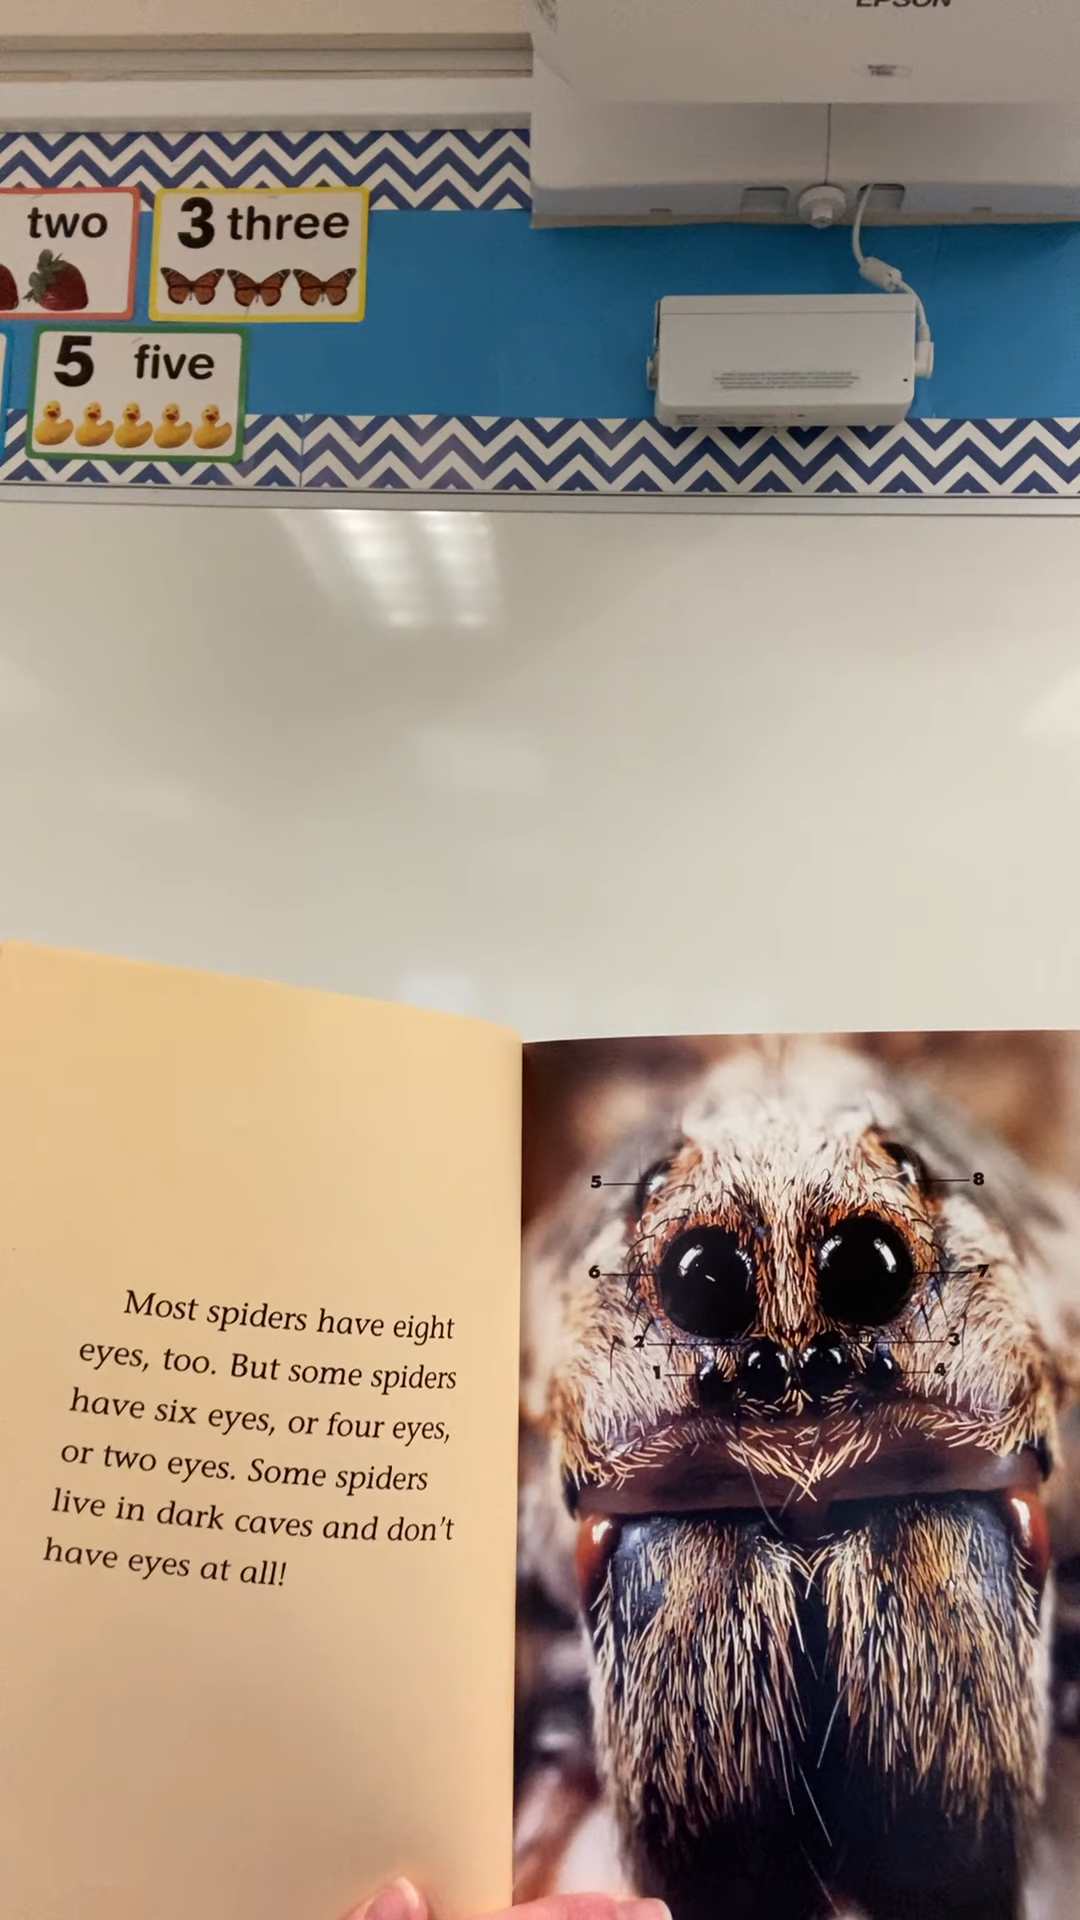 EPSON
two
3 three
5 five
Most spiders have eight
eyes, too. But some spiders
have six eyes, or four eyes,
or two eyes. Some spiders
live in dark caves and don't
have eyes at all!
5
8
6
7
2
3
1
4